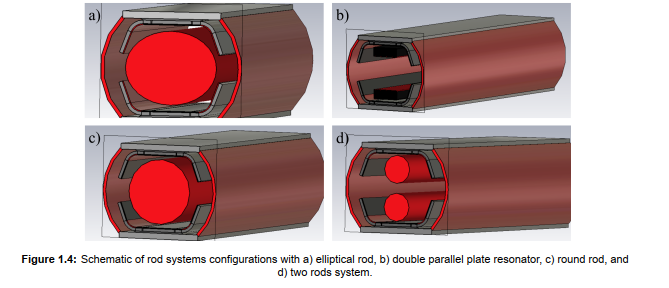 a)
b)
c)
d)
Figure 1.4: Schematic of rod systems configurations with a) elliptical rod, b) double parallel plate resonator, c) round rod, and
d) two rods system.